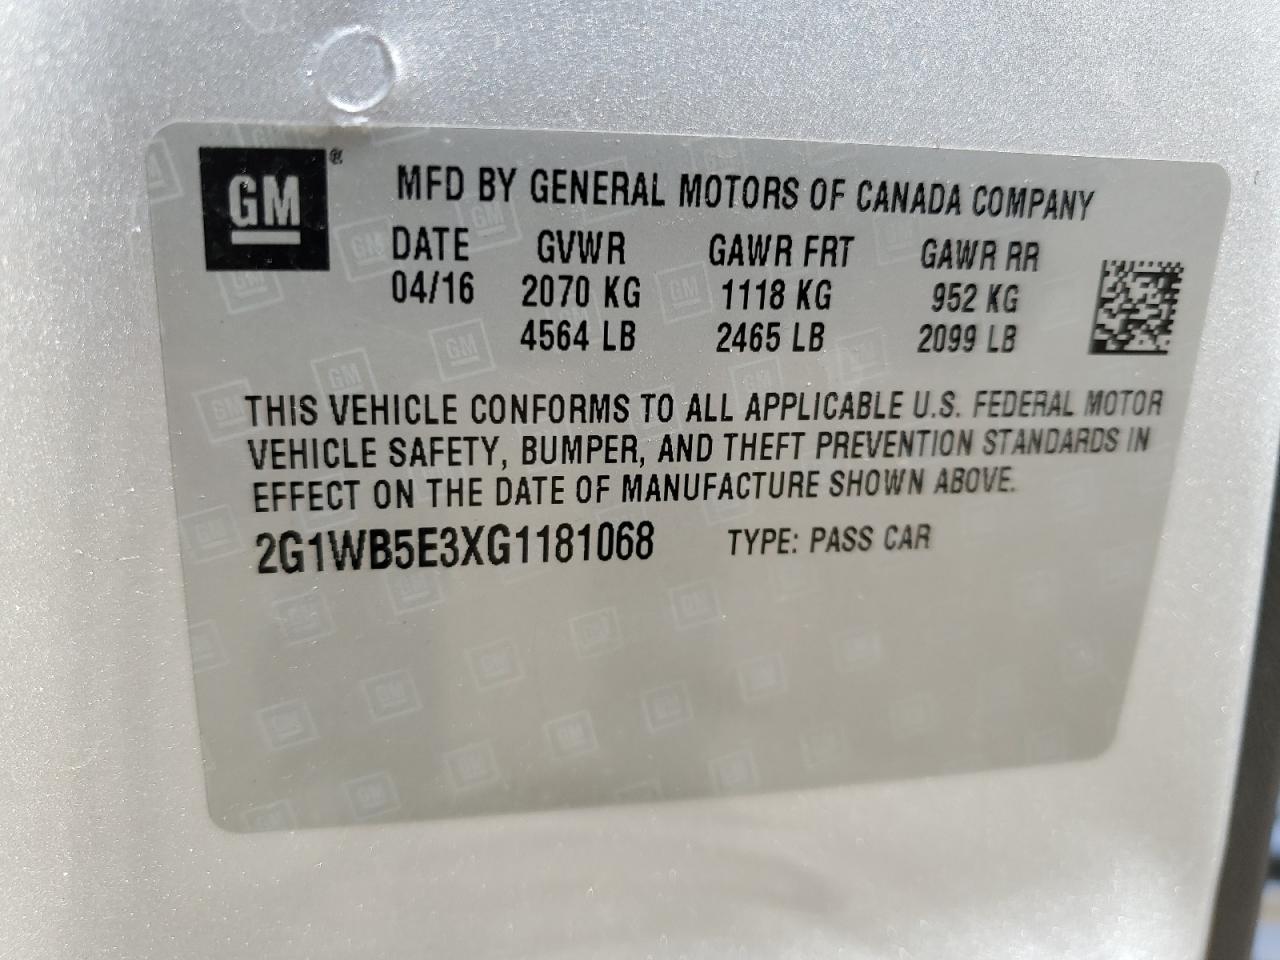 GM®
MFD BY GENERAL MOTORS OF CANADA COMPANY
DATE GVWR GAWR FRT GAWR RR
04/16 2070 KG 1118 KG 952 KG
4564 LB 2465 LB 2099 LB
THIS VEHICLE CONFORMS TO ALL APPLICABLE U.S. FEDERAL MOTOR
VEHICLE SAFETY, BUMPER, AND THEFT PREVENTION STANDARDS IN
EFFECT ON THE DATE OF MANUFACTURE SHOWN ABOVE.
2G1WB5E3XG1181068 TYPE: PASS CAR